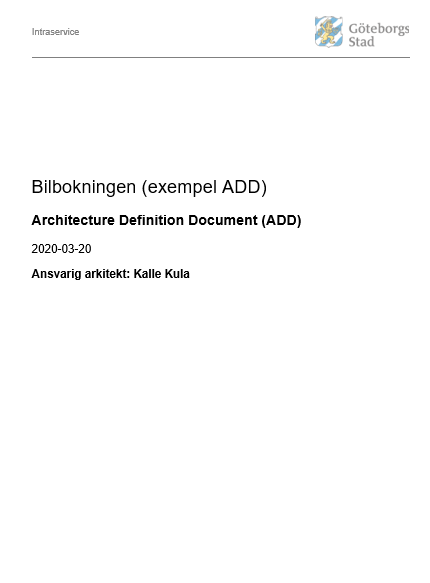 Intraservice
Göteborgs
Stad
Bilbokningen (exempel ADD)
Architecture Definition Document (ADD)
2020-03-20
Ansvarig arkitekt: Kalle Kula